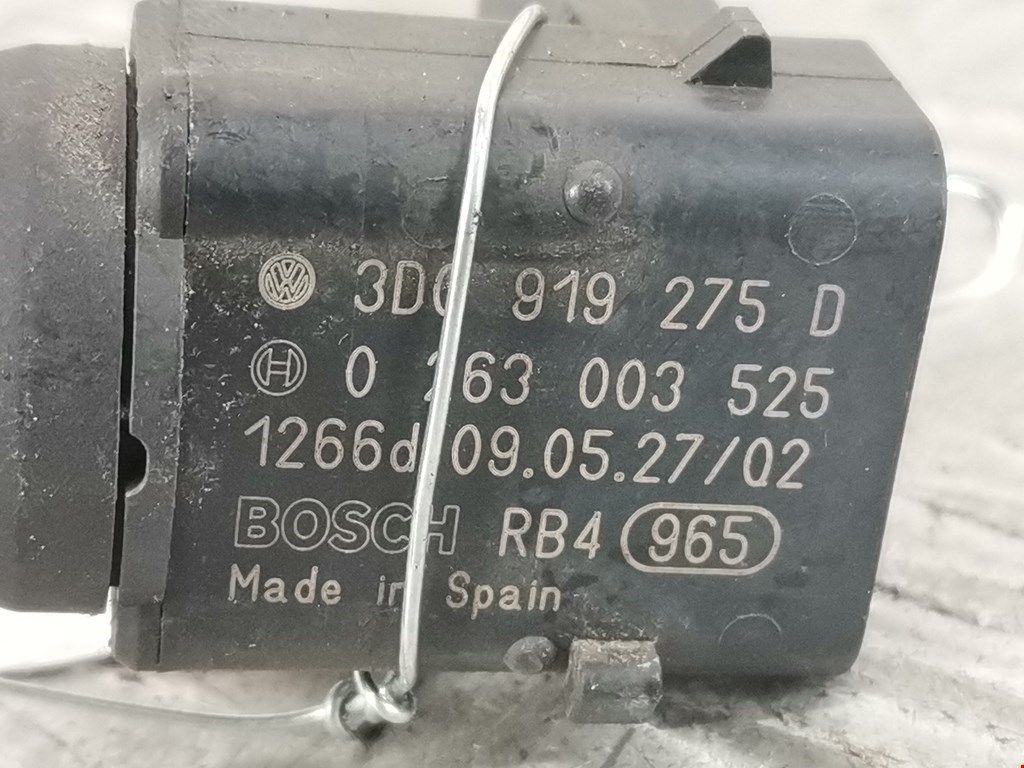 3D0 919 275 D
0 263 003 525
1266d 09.05.27/02
BOSCH RB4 965
Made in Spain